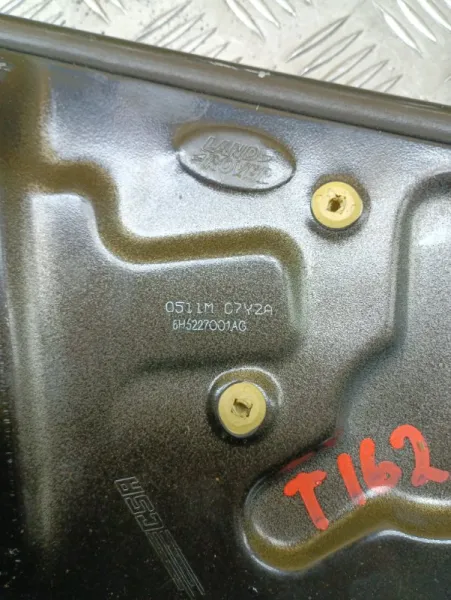 LAND ROVER
0511M C7Y2A
6H5227001AG
T162